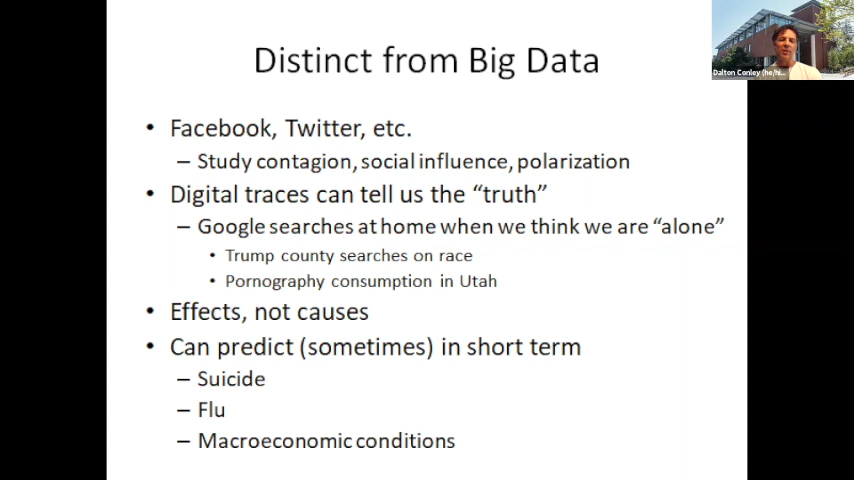 Distinct from Big Data
• Facebook, Twitter, etc.
– Study contagion, social influence, polarization
• Digital traces can tell us the “truth”
– Google searches at home when we think we are “alone”
• Trump county searches on race
• Pornography consumption in Utah
• Effects, not causes
• Can predict (sometimes) in short term
– Suicide
– Flu
– Macroeconomic conditions
Dalton Conley (he/hi...